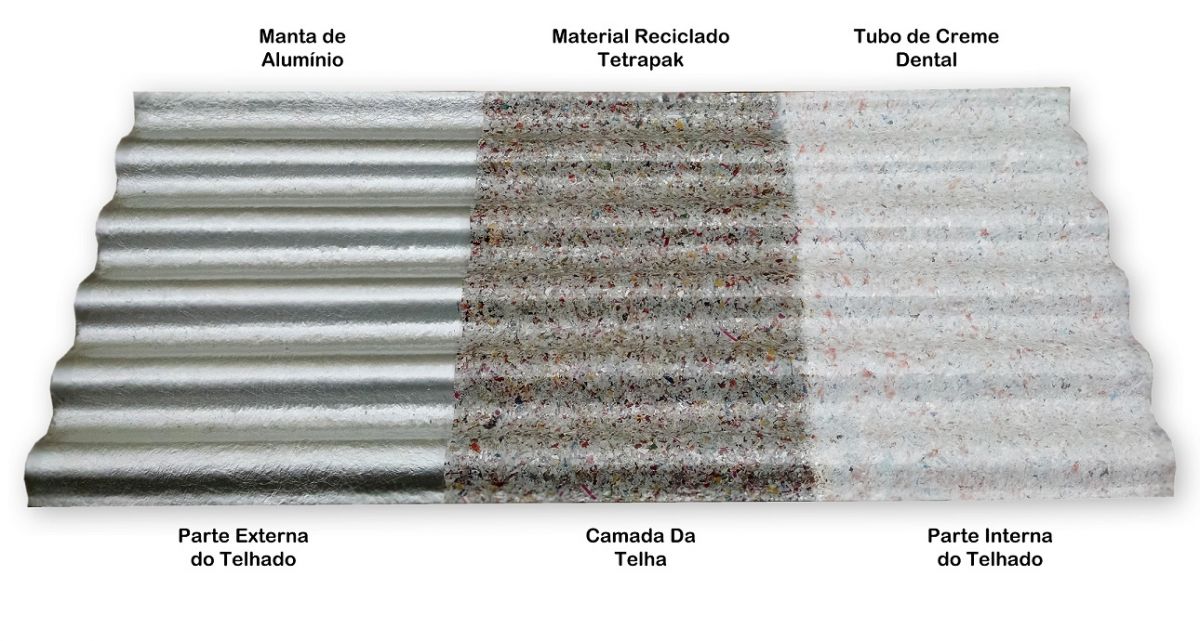 Manta de
Alumínio
Material Reciclado
Tetrapak
Tubo de Creme
Dental
Parte Externa
do Telhado
Camada Da
Telha
Parte Interna
do Telhado